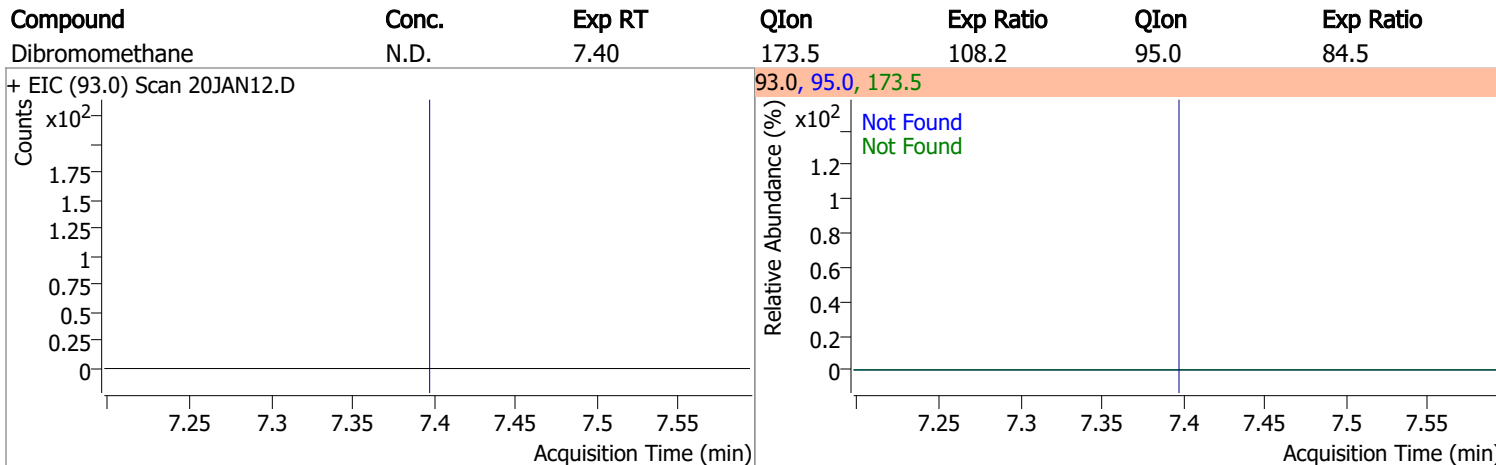 Compound Conc. Exp RT QIon Exp Ratio QIon Exp Ratio
Dibromomethane N.D. 7.40 173.5 108.2 95.0 84.5
+ EIC (93.0) Scan 20JAN12.D
Counts
x10²
1.75
1.5
1.25
1
0.75
0.5
0.25
0
7.25 7.3 7.35 7.4 7.45 7.5 7.55
Acquisition Time (min)
93.0, 95.0, 173.5
Relative Abundance (%)
x10²
Not Found
Not Found
1.2
1
0.8
0.6
0.4
0.2
0
7.25 7.3 7.35 7.4 7.45 7.5 7.55
Acquisition Time (min)